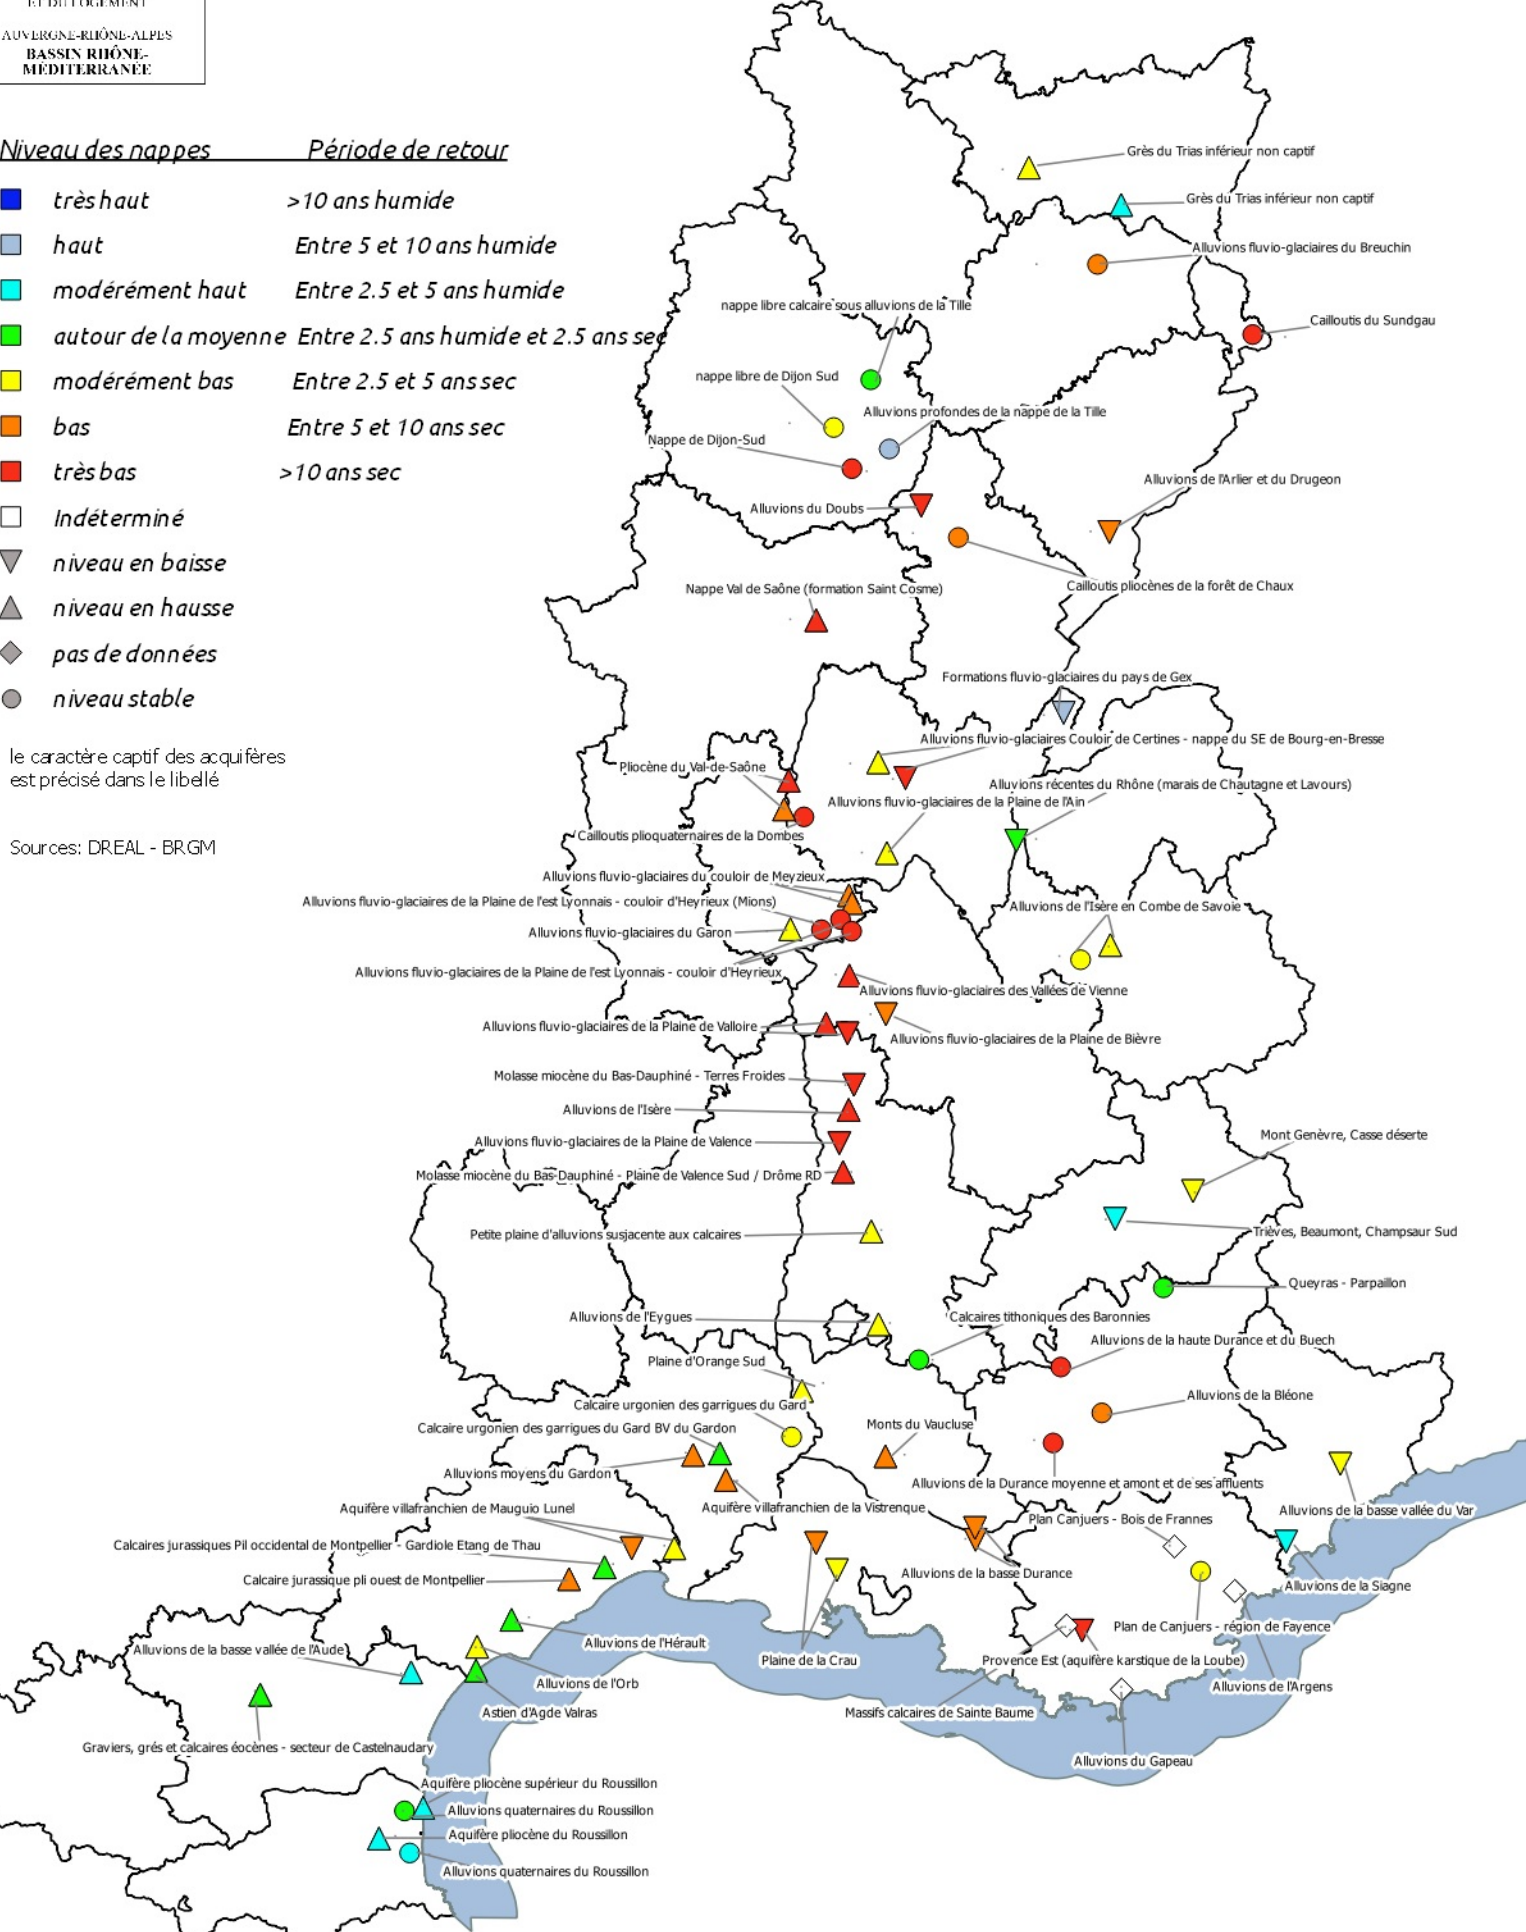 ET DU LOGEMENT
AUVERGNE-RHÔNE-ALPES
BASSIN RHÔNE-
MÉDITERRANÉE
Niveau des nappes Période de retour
très haut >10 ans humide
haut Entre 5 et 10 ans humide
modérément haut Entre 2.5 et 5 ans humide
autour de la moyenne Entre 2.5 ans humide et 2.5 ans sec
modérément bas Entre 2.5 et 5 ans sec
bas Entre 5 et 10 ans sec
très bas >10 ans sec
Indéterminé
niveau en baisse
niveau en hausse
pas de données
niveau stable
le caractère captif des acquifères
est précisé dans le libellé
Sources: DREAL - BRGM
Grès du Trias inférieur non captif
Grès du Trias inférieur non captif
Alluvions fluvio-glaciaires du Breuchin
nappe libre calcaire sous alluvions de la Tille
Cailloutis du Sundgau
nappe libre de Dijon Sud
Alluvions profondes de la nappe de la Tille
Nappe de Dijon-Sud
Alluvions de l'Arlier et du Drugeon
Alluvions du Doubs
Cailloutis pliocènes de la forêt de Chaux
Nappe Val de Saône (formation Saint Cosme)
Formations fluvio-glaciaires du pays de Gex
Alluvions fluvio-glaciaires Couloir de Certines - nappe du SE de Bourg-en-Bresse
Pliocène du Val-de-Saône
Alluvions récentes du Rhône (marais de Chautagne et Lavours)
Alluvions fluvio-glaciaires de la Plaine de l'Ain
Cailloutis plioquaternaires de la Dombes
Alluvions fluvio-glaciaires du couloir de Meyzieux
Alluvions fluvio-glaciaires de la Plaine de l'est Lyonnais - couloir d'Heyrieux (Mions)
Alluvions de l'Isère en Combe de Savoie
Alluvions fluvio-glaciaires du Garon
Alluvions fluvio-glaciaires de la Plaine de l'est Lyonnais - couloir d'Heyrieux
Alluvions fluvio-glaciaires des Vallées de Vienne
Alluvions fluvio-glaciaires de la Plaine de Valloire
Alluvions fluvio-glaciaires de la Plaine de Bièvre
Molasse miocène du Bas-Dauphiné - Terres Froides
Alluvions de l'Isère
Alluvions fluvio-glaciaires de la Plaine de Valence
Mont Genèvre, Casse déserte
Molasse miocène du Bas-Dauphiné - Plaine de Valence Sud / Drôme RD
Petite plaine d'alluvions susjacente aux calcaires
Trièves, Beaumont, Champsaur Sud
Queyras - Parpaillon
Alluvions de l'Eygues
Calcaires tithoniques des Baronnies
Alluvions de la haute Durance et du Buech
Plaine d'Orange Sud
Alluvions de la Bléone
Calcaire urgonien des garrigues du Gard
Calcaire urgonien des garrigues du Gard BV du Gardon
Monts du Vaucluse
Alluvions moyens du Gardon
Alluvions de la Durance moyenne et amont et de ses affluents
Aquifère villafranchien de Mauguio Lunel
Aquifère villafranchien de la Vistrenque
Alluvions de la basse vallée du Var
Plan Canjuers - Bois de Frannes
Calcaires jurassiques Pil occidental de Montpellier - Gardiole Etang de Thau
Calcaire jurassique pli ouest de Montpellier
Alluvions de la basse Durance
Alluvions de la Siagne
Plan de Canjuers - région de Fayence
Alluvions de l'Hérault
Alluvions de la basse vallée de l'Aude
Plaine de la Crau
Provence Est (aquifère karstique de la Loube)
Alluvions de l'Orb
Alluvions de l'Argens
Astien d'Agde Valras
Massifs calcaires de Sainte Baume
Graviers, grés et calcaires éocènes - secteur de Castelnaudary
Alluvions du Gapeau
Aquifère pliocène supérieur du Roussillon
Alluvions quaternaires du Roussillon
Aquifère pliocène du Roussillon
Alluvions quaternaires du Roussillon